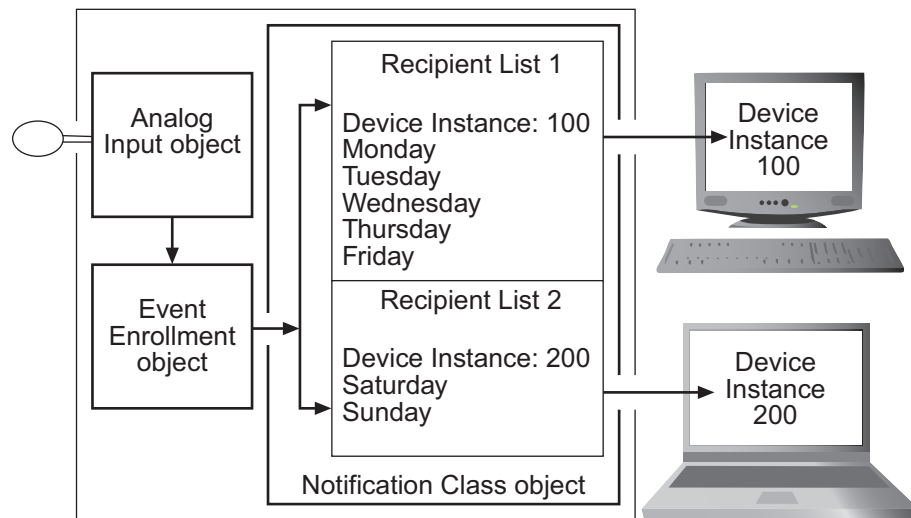 Analog
Input object
Event
Enrollment
object
Recipient List 1
Device Instance: 100
Monday
Tuesday
Wednesday
Thursday
Friday
Recipient List 2
Device Instance: 200
Saturday
Sunday
Notification Class object
Device
Instance
100
Device
Instance
200